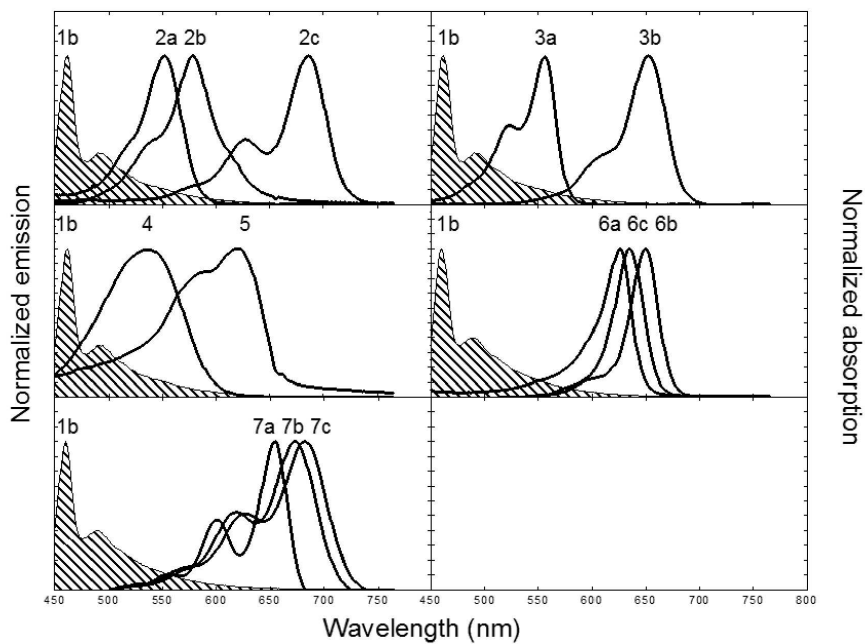 1b 2a 2b 2c
1b 3a 3b
1b 4 5
1b 6a 6c 6b
1b 7a 7b 7c
Normalized emission
Normalized absorption
450 500 550 600 650 700 750
450 500 550 600 650 700 750 800
Wavelength (nm)